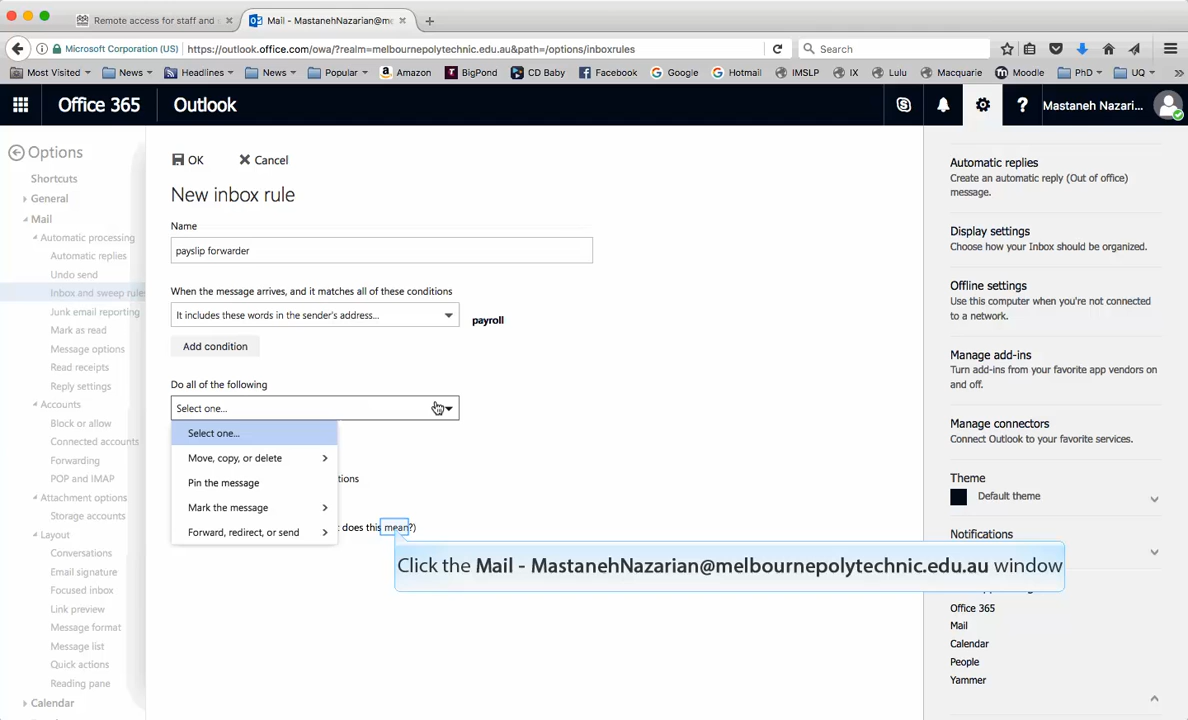 Remote access for staff and s
Mail - MastanehNazarian@me
Microsoft Corporation (US)
https://outlook.office.com/owa/?realm=melbournepolytechnic.edu.au&path=/options/inboxrules
Search
Most Visited
News
Headlines
News
Popular
Amazon
BigPond
CD Baby
Facebook
Google
Hotmail
IMSLP
IX
Lulu
Macquarie
Moodle
PhD
UQ
Office 365
Outlook
Mastaneh Nazari...
Options
Shortcuts
General
Mail
Automatic processing
Automatic replies
Undo send
Inbox and sweep rules
Junk email reporting
Mark as read
Message options
Read receipts
Reply settings
Accounts
Block or allow
Connected accounts
Forwarding
POP and IMAP
Attachment options
Storage accounts
Layout
Conversations
Email signature
Focused inbox
Link preview
Message format
Message list
Quick actions
Reading pane
Calendar
OK Cancel
New inbox rule
Name
payslip forwarder
When the message arrives, and it matches all of these conditions
It includes these words in the sender's address...
payroll
Add condition
Do all of the following
Select one...
Select one...
Move, copy, or delete
Pin the message
Mark the message
Forward, redirect, or send
tions
does this mean?)
Click the Mail - MastanehNazarian@melbournepolytechnic.edu.au window
Automatic replies
Create an automatic reply (Out of office)
message.
Display settings
Choose how your Inbox should be organized.
Offline settings
Use this computer when you're not connected
to a network.
Manage add-ins
Turn add-ins from your favorite app vendors on
and off.
Manage connectors
Connect Outlook to your favorite services.
Theme
Default theme
Notifications
Office 365
Mail
Calendar
People
Yammer